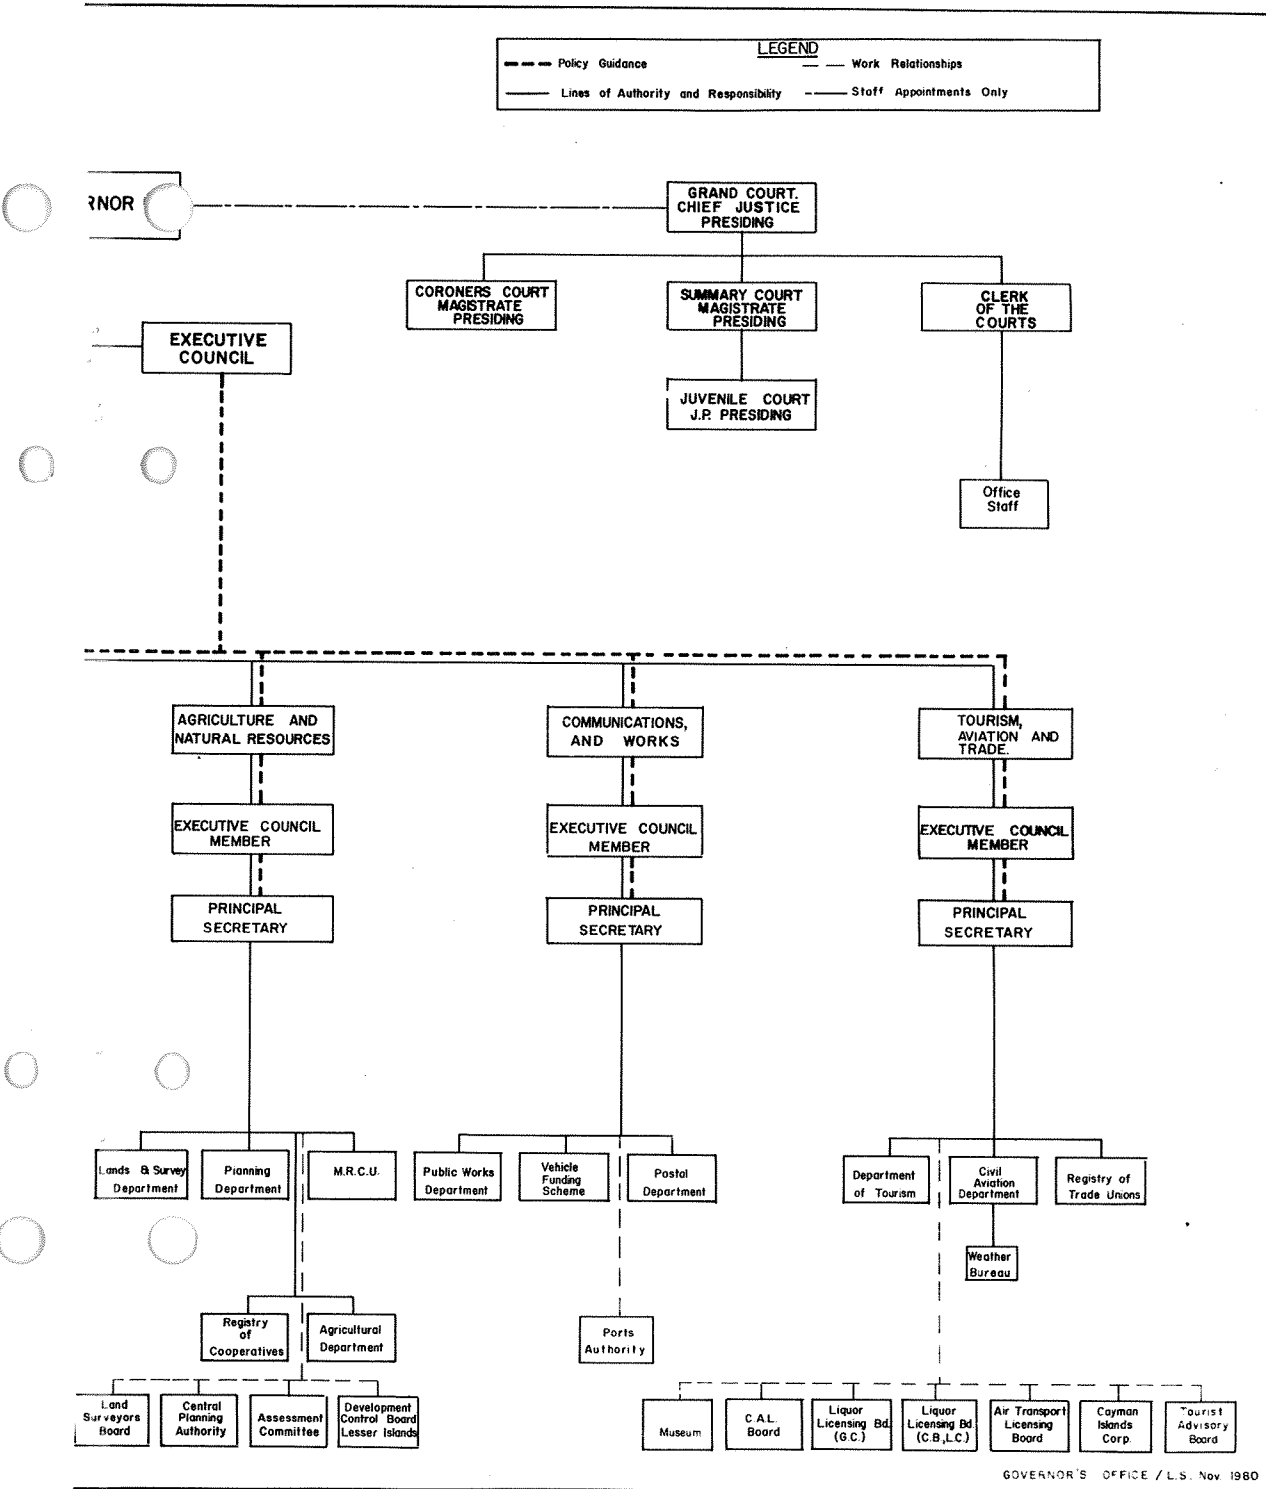 LEGEND
Policy Guidance
Work Relationships
Lines of Authority and Responsibility
Staff Appointments Only
RNOR
GRAND COURT.
CHIEF JUSTICE
PRESIDING
CORONERS COURT
MAGISTRATE
PRESIDING
SUMMARY COURT
MAGISTRATE
PRESIDING
CLERK
OF THE
COURTS
EXECUTIVE
COUNCIL
JUVENILE COURT
J.P. PRESIDING
Office
Staff
AGRICULTURE AND
NATURAL RESOURCES
COMMUNICATIONS,
AND WORKS
TOURISM,
AVIATION AND
TRADE.
EXECUTIVE COUNCIL
MEMBER
EXECUTIVE COUNCIL
MEMBER
EXECUTIVE COUNCIL
MEMBER
PRINCIPAL
SECRETARY
PRINCIPAL
SECRETARY
PRINCIPAL
SECRETARY
Lands & Survey
Department
Planning
Department
M.R.C.U.
Public Works
Department
Vehicle
Funding
Scheme
Postal
Department
Department
of Tourism
Civil
Aviation
Department
Registry of
Trade Unions
Weather
Bureau
Registry
of
Cooperatives
Agricultural
Department
Ports
Authority
Land
Surveyors
Board
Central
Planning
Authority
Assessment
Committee
Development
Control Board
Lesser Islands
Museum
C.A.L.
Board
Liquor
Licensing Bd.
(G.C.)
Liquor
Licensing Bd.
(C.B., L.C.)
Air Transport
Licensing
Board
Cayman
Islands
Corp.
Tourist
Advisory
Board
GOVERNOR'S OFFICE / L.S. Nov. 1980